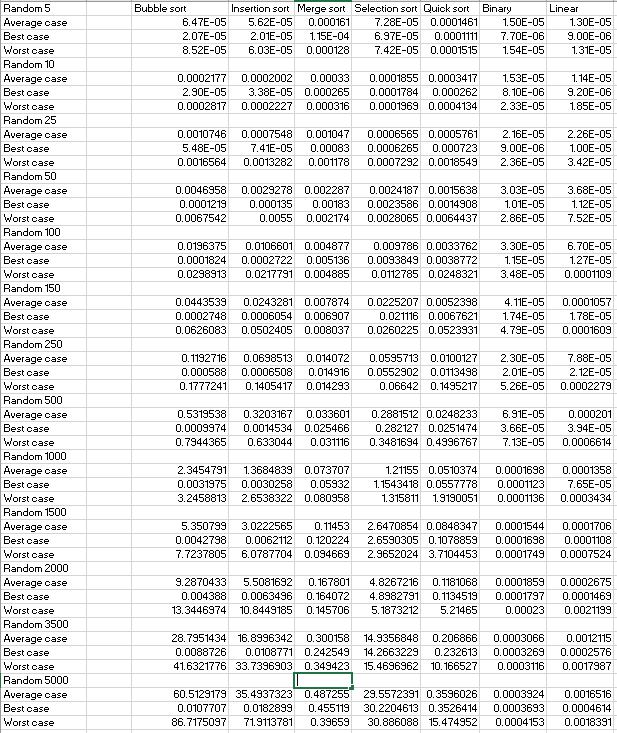 Random 5 Bubble sort Insertion sort Merge sort Selection sort Quick sort Binary Linear
Average case 6.47E-05 5.62E-05 0.000161 7.28E-05 0.0001461 1.50E-05 1.30E-05
Best case 2.07E-05 2.01E-05 1.15E-04 6.97E-05 0.0001111 7.70E-06 9.00E-06
Worst case 8.52E-05 6.03E-05 0.000128 7.42E-05 0.0001515 1.54E-05 1.31E-05
Random 10
Average case 0.0002177 0.0002002 0.00033 0.0001855 0.0003417 1.53E-05 1.14E-05
Best case 2.90E-05 3.38E-05 0.000265 0.0001784 0.000262 8.10E-06 9.20E-06
Worst case 0.0002817 0.0002227 0.000316 0.0001969 0.0004134 2.33E-05 1.85E-05
Random 25
Average case 0.0010746 0.0007548 0.001047 0.0006565 0.0005761 2.16E-05 2.26E-05
Best case 5.48E-05 7.41E-05 0.00083 0.0006265 0.000723 9.00E-06 1.00E-05
Worst case 0.0016564 0.0013282 0.001178 0.0007292 0.0018549 2.36E-05 3.42E-05
Random 50
Average case 0.0046958 0.0029278 0.002287 0.0024187 0.0015638 3.03E-05 3.68E-05
Best case 0.0001219 0.000135 0.00183 0.0023586 0.0014908 1.01E-05 1.12E-05
Worst case 0.0067542 0.0055 0.002174 0.0028065 0.0064437 2.86E-05 7.52E-05
Random 100
Average case 0.0196375 0.0106601 0.004877 0.009786 0.0033762 3.30E-05 6.70E-05
Best case 0.0001824 0.0002722 0.005136 0.0093849 0.0038772 1.15E-05 1.27E-05
Worst case 0.0298913 0.0217791 0.004885 0.0112785 0.0248321 3.48E-05 0.0001109
Random 150
Average case 0.0443539 0.0243281 0.007874 0.0225207 0.0052398 4.11E-05 0.0001057
Best case 0.0002748 0.0006054 0.006907 0.021116 0.0067621 1.74E-05 1.78E-05
Worst case 0.0626083 0.0502405 0.008037 0.0260225 0.0523931 4.79E-05 0.0001609
Random 250
Average case 0.1192716 0.0698513 0.014072 0.0595713 0.0100127 2.30E-05 7.88E-05
Best case 0.000588 0.0006508 0.014916 0.0552902 0.0113498 2.01E-05 2.12E-05
Worst case 0.1777241 0.1405417 0.014293 0.06642 0.1495217 5.26E-05 0.0002279
Random 500
Average case 0.5319538 0.3203167 0.033601 0.2881512 0.0248233 6.91E-05 0.000201
Best case 0.0009974 0.0014534 0.025466 0.282127 0.0251474 3.66E-05 3.94E-05
Worst case 0.7944365 0.633044 0.031116 0.3481694 0.4996767 7.13E-05 0.0006614
Random 1000
Average case 2.3454791 1.3684839 0.073707 1.21155 0.0510374 0.0001698 0.0001358
Best case 0.0031975 0.0030258 0.05932 1.1543418 0.0557778 0.0001123 7.65E-05
Worst case 3.2458813 2.6538322 0.080958 1.315811 1.9190051 0.0001136 0.0003434
Random 1500
Average case 5.350799 3.0222565 0.11453 2.6470854 0.0848347 0.0001544 0.0001706
Best case 0.0042798 0.0062112 0.120224 2.6590305 0.1078859 0.0001698 0.0001108
Worst case 7.7237805 6.0787704 0.094669 2.9652024 3.7104453 0.0001749 0.0007524
Random 2000
Average case 9.2870433 5.5081692 0.167801 4.8267216 0.1181068 0.0001859 0.0002675
Best case 0.004388 0.0063496 0.164072 4.8982791 0.1134519 0.0001797 0.0001469
Worst case 13.3446974 10.8449185 0.145706 5.1873212 5.21465 0.00023 0.0021199
Random 3500
Average case 28.7951434 16.8996342 0.300158 14.9356848 0.206866 0.0003066 0.0012115
Best case 0.0088726 0.0108771 0.242549 14.2663229 0.232613 0.0003269 0.0002576
Worst case 41.6321776 33.7396903 0.349423 15.4696962 10.166527 0.0003116 0.0017987
Random 5000
Average case 60.5129179 35.4937323 0.487255 29.5572391 0.3596026 0.0003924 0.0016516
Best case 0.0107707 0.0182899 0.455119 30.2204613 0.3526414 0.0003693 0.0004614
Worst case 86.7175097 71.9113781 0.39659 30.886088 15.474952 0.0004153 0.0018391